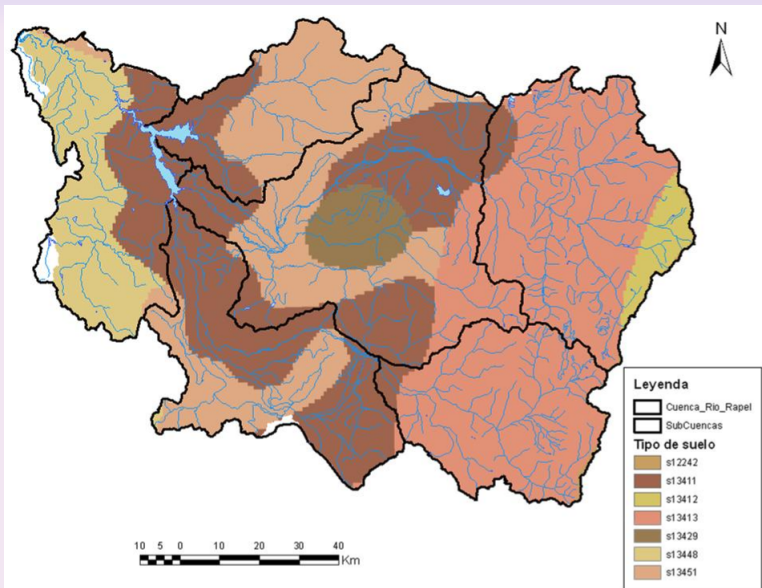 N
Leyenda
Cuenca_Rio_Rapel
SubCuencas
Tipo de suelo
s12242
s13411
s13412
s13413
s13429
s13448
s13451
10 5 0 10 20 30 40
Km